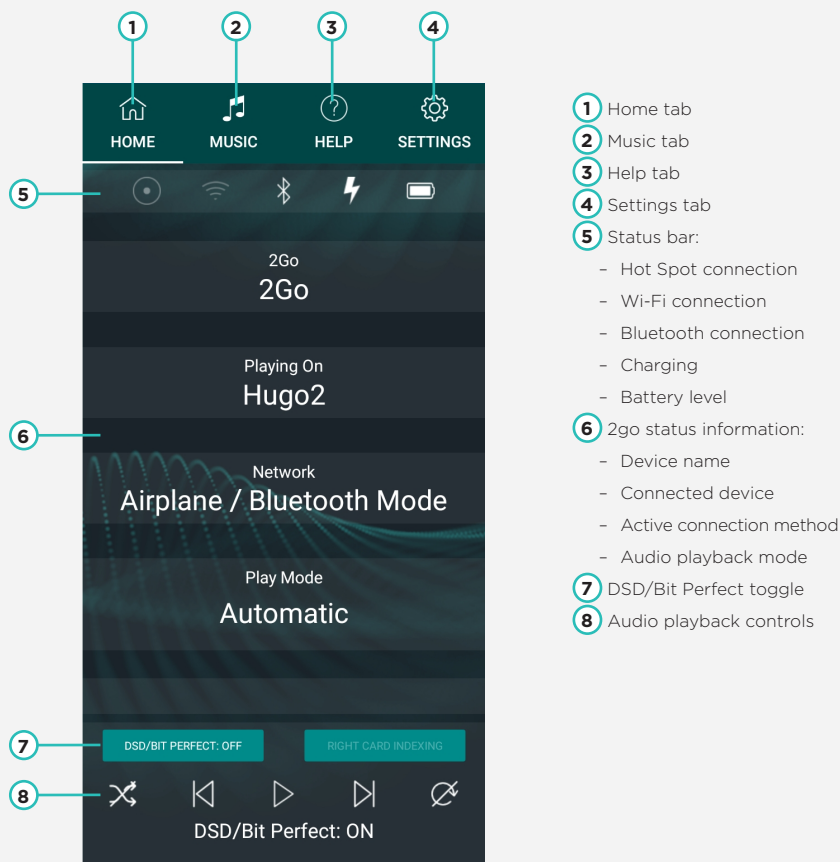 1 2 3 4
HOME MUSIC HELP SETTINGS
5
2Go
2Go
Playing On
Hugo2
6
Network
Airplane / Bluetooth Mode
Play Mode
Automatic
7 DSD/BIT PERFECT: OFF RIGHT CARD INDEXING
8
DSD/Bit Perfect: ON
1 Home tab
2 Music tab
3 Help tab
4 Settings tab
5 Status bar:
– Hot Spot connection
– Wi-Fi connection
– Bluetooth connection
– Charging
– Battery level
6 2go status information:
– Device name
– Connected device
– Active connection method
– Audio playback mode
7 DSD/Bit Perfect toggle
8 Audio playback controls